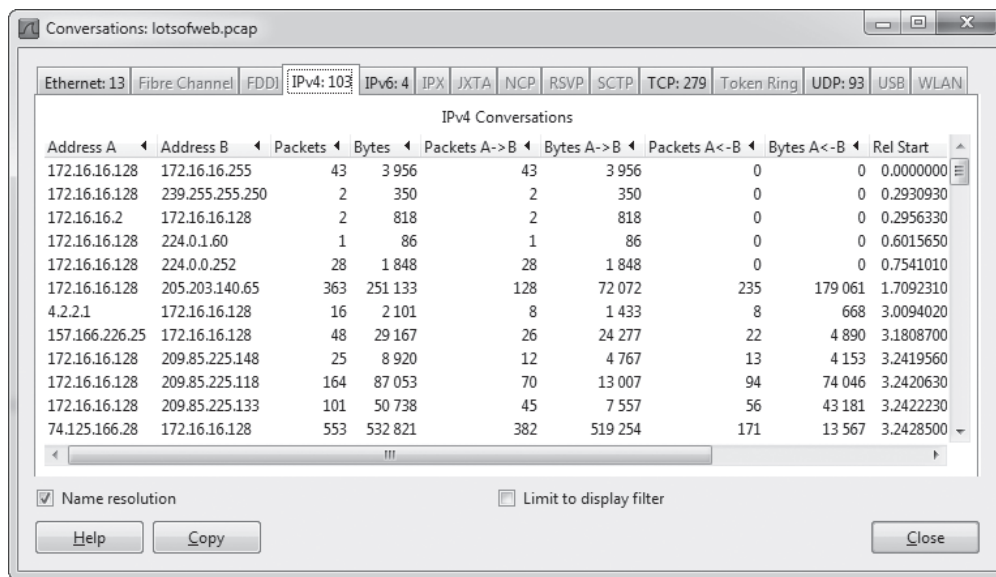 Conversations: lotsofweb.pcap
Ethernet: 13 Fibre Channel FDDI IPv4: 103 IPv6: 4 IPX JXTA NCP RSVP SCTP TCP: 279 Token Ring UDP: 93 USB WLAN
IPv4 Conversations
Address A Address B Packets Bytes Packets A->B Bytes A->B Packets A<-B Bytes A<-B Rel Start
172.16.16.128 172.16.16.255 43 3 956 43 3 956 0 0 0.0000000
172.16.16.128 239.255.255.250 2 350 2 350 0 0 0.2930930
172.16.16.2 172.16.16.128 2 818 2 818 0 0 0.2956330
172.16.16.128 224.0.1.60 1 86 1 86 0 0 0.6015650
172.16.16.128 224.0.0.252 28 1 848 28 1 848 0 0 0.7541010
172.16.16.128 205.203.140.65 363 251 133 128 72 072 235 179 061 1.7092310
4.2.2.1 172.16.16.128 16 2 101 8 1 433 8 668 3.0094020
157.166.226.25 172.16.16.128 48 29 167 26 24 277 22 4 890 3.1808700
172.16.16.128 209.85.225.148 25 8 920 12 4 767 13 4 153 3.2419560
172.16.16.128 209.85.225.118 164 87 053 70 13 007 94 74 046 3.2420630
172.16.16.128 209.85.225.133 101 50 738 45 7 557 56 43 181 3.2422230
74.125.166.28 172.16.16.128 553 532 821 382 519 254 171 13 567 3.2428500
Name resolution Limit to display filter
Help Copy Close